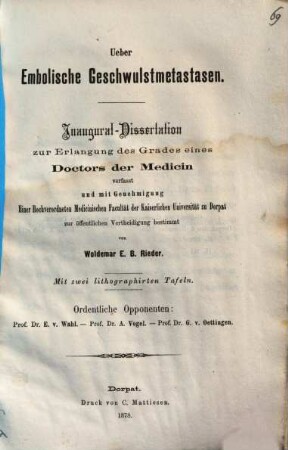 69
Ueber
Embolische Geschwulstmetastasen.
Inaugural-Dissertation
zur Erlangung des Grades eines
Doctors der Medicin
verfasst
und mit Genehmigung
Einer Hochverordneten Medicinischen Facultät der Kaiserlichen Universität zu Dorpat
zur öffentlichen Vertheidigung bestimmt
von
Woldemar E. B. Rieder.
Mit zwei lithographirten Tafeln.
Ordentliche Opponenten:
Prof. Dr. E. v. Wahl. — Prof. Dr. A. Vogel. — Prof. Dr. G. v. Oettingen.
Dorpat.
Druck von C. Mattiesen.
1878.